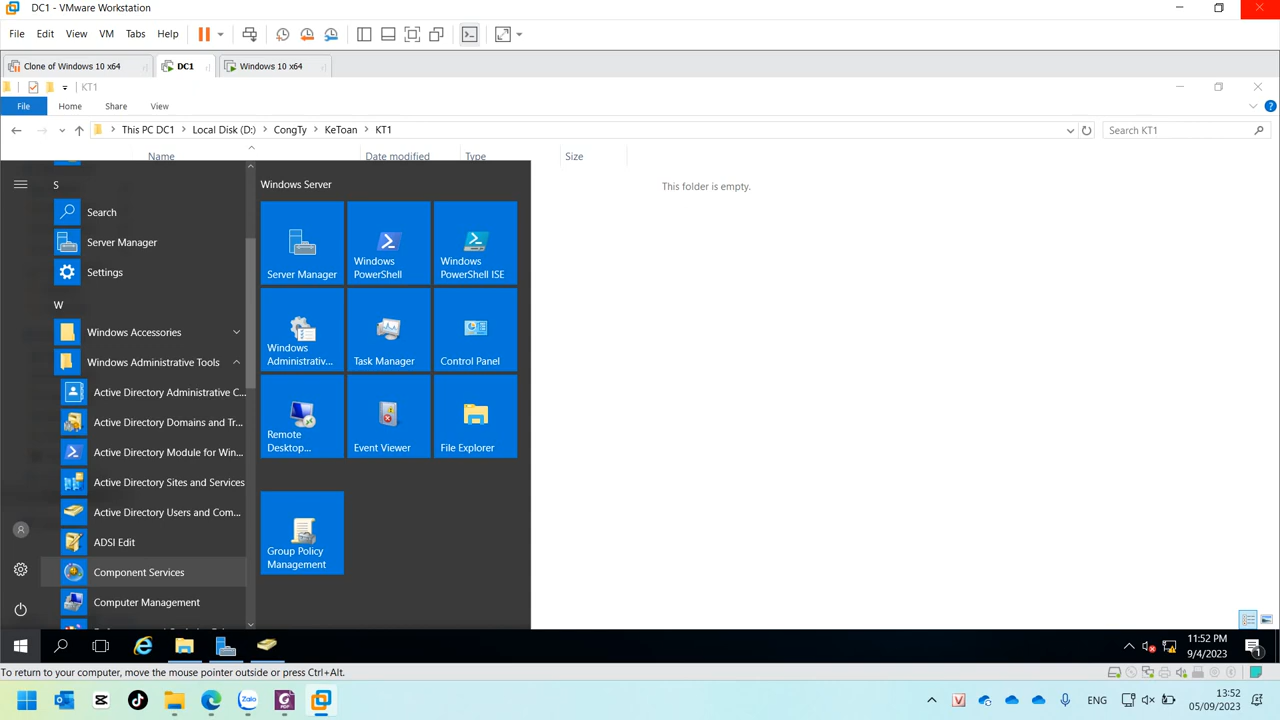 DC1 - VMware Workstation
File Edit View VM Tabs Help
Clone of Windows 10 x64
DC1
Windows 10 x64
KT1
File Home Share View
This PC DC1 Local Disk (D:) CongTy KeToan KT1
Search KT1
Name Date modified Type Size
This folder is empty.
S
Search
Server Manager
Settings
W
Windows Accessories
Windows Administrative Tools
Active Directory Administrative C...
Active Directory Domains and Tr...
Active Directory Module for Win...
Active Directory Sites and Services
Active Directory Users and Com...
ADSI Edit
Component Services
Computer Management
Windows Server
Server Manager
Windows
PowerShell
Windows
PowerShell ISE
Windows
Administrativ...
Task Manager
Control Panel
Remote
Desktop...
Event Viewer
File Explorer
Group Policy
Management
11:52 PM
9/4/2023
1
To return to your computer, move the mouse pointer outside or press Ctrl+Alt.
Zalo
PDF
ENG
13:52
05/09/2023